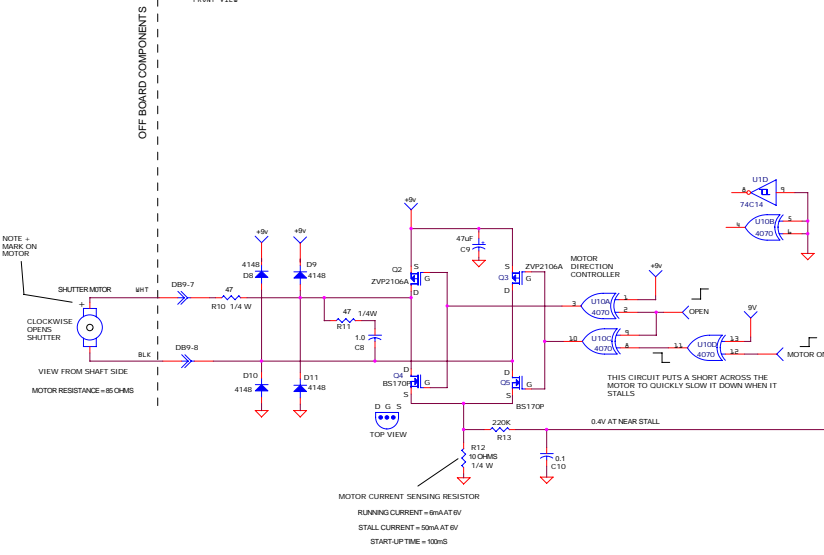 OFF BOARD COMPONENTS
NOTE +
MARK ON
MOTOR
SHUTTER MOTOR
WHT
+
CLOCKWISE
OPENS
SHUTTER
BLK
VIEW FROM SHAFT SIDE
MOTOR RESISTANCE = 85 OHMS
DB9-7
DB9-8
47
R10 1/4 W
+9v
4148
D8
+9v
D9
4148
D10
4148
D11
4148
47 1/4W
R11
1.0
C8
+9v
47uF
C9
+
Q2
ZVP2106A
S
G
D
ZVP2106A
Q3
S
G
D
D
Q4
BS170P
G
S
D
Q5
G
S
BS170P
D G S
TOP VIEW
220K
R13
R12
10 OHMS
1/4 W
0.1
C10
0.4V AT NEAR STALL
MOTOR CURRENT SENSING RESISTOR
RUNNING CURRENT = 6mA AT 6V
STALL CURRENT = 50mA AT 6V
START-UP TIME = 100mS
MOTOR
DIRECTION
CONTROLLER
+9v
3
U10A
4070
1
2
OPEN
10
U10C
4070
9
8
11
U10D
4070
13
12
9V
THIS CIRCUIT PUTS A SHORT ACROSS THE
MOTOR TO QUICKLY SLOW IT DOWN WHEN IT
STALLS
U1D
8
9
74C14
4
U10B
4070
5
MOTOR